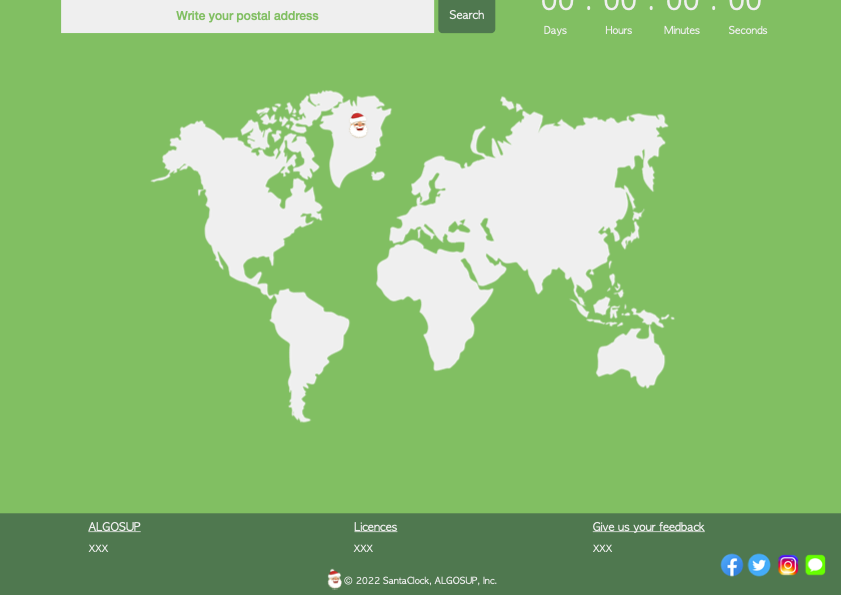 Write your postal address
Search
00 : 00 : 00 : 00
Days Hours Minutes Seconds
ALGOSUP Licences Give us your feedback
XXX XXX XXX
© 2022 SantaClock, ALGOSUP, Inc.